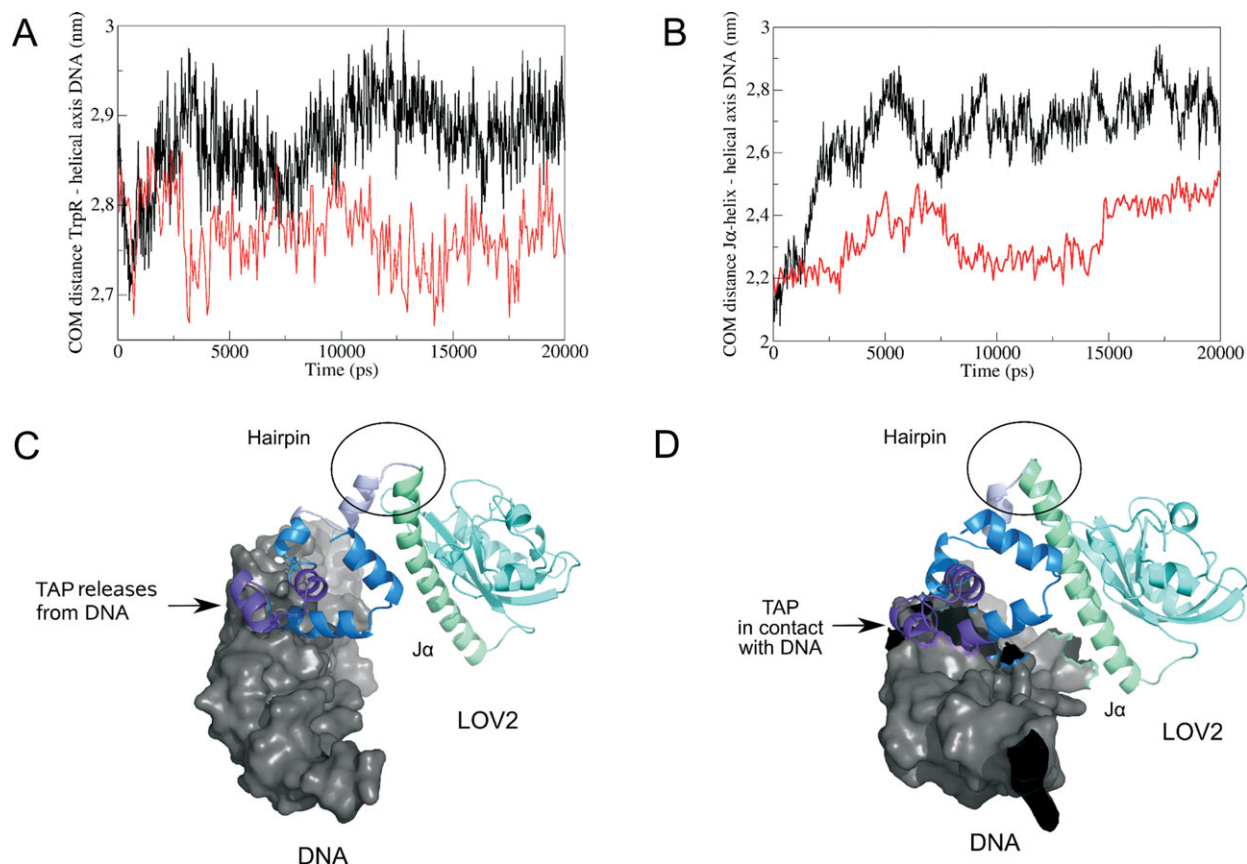 A
COM distance TrpR - helical axis DNA (nm)
3
2,9
2,8
2,7
0
5000
10000
15000
20000
Time (ps)
B
COM distance Jα-helix - helical axis DNA (nm)
3
2,8
2,6
2,4
2,2
2
0
5000
10000
15000
20000
Time (ps)
C
Hairpin
TAP releases
from DNA
Jα
LOV2
DNA
D
Hairpin
TAP
in contact
with DNA
Jα
LOV2
DNA